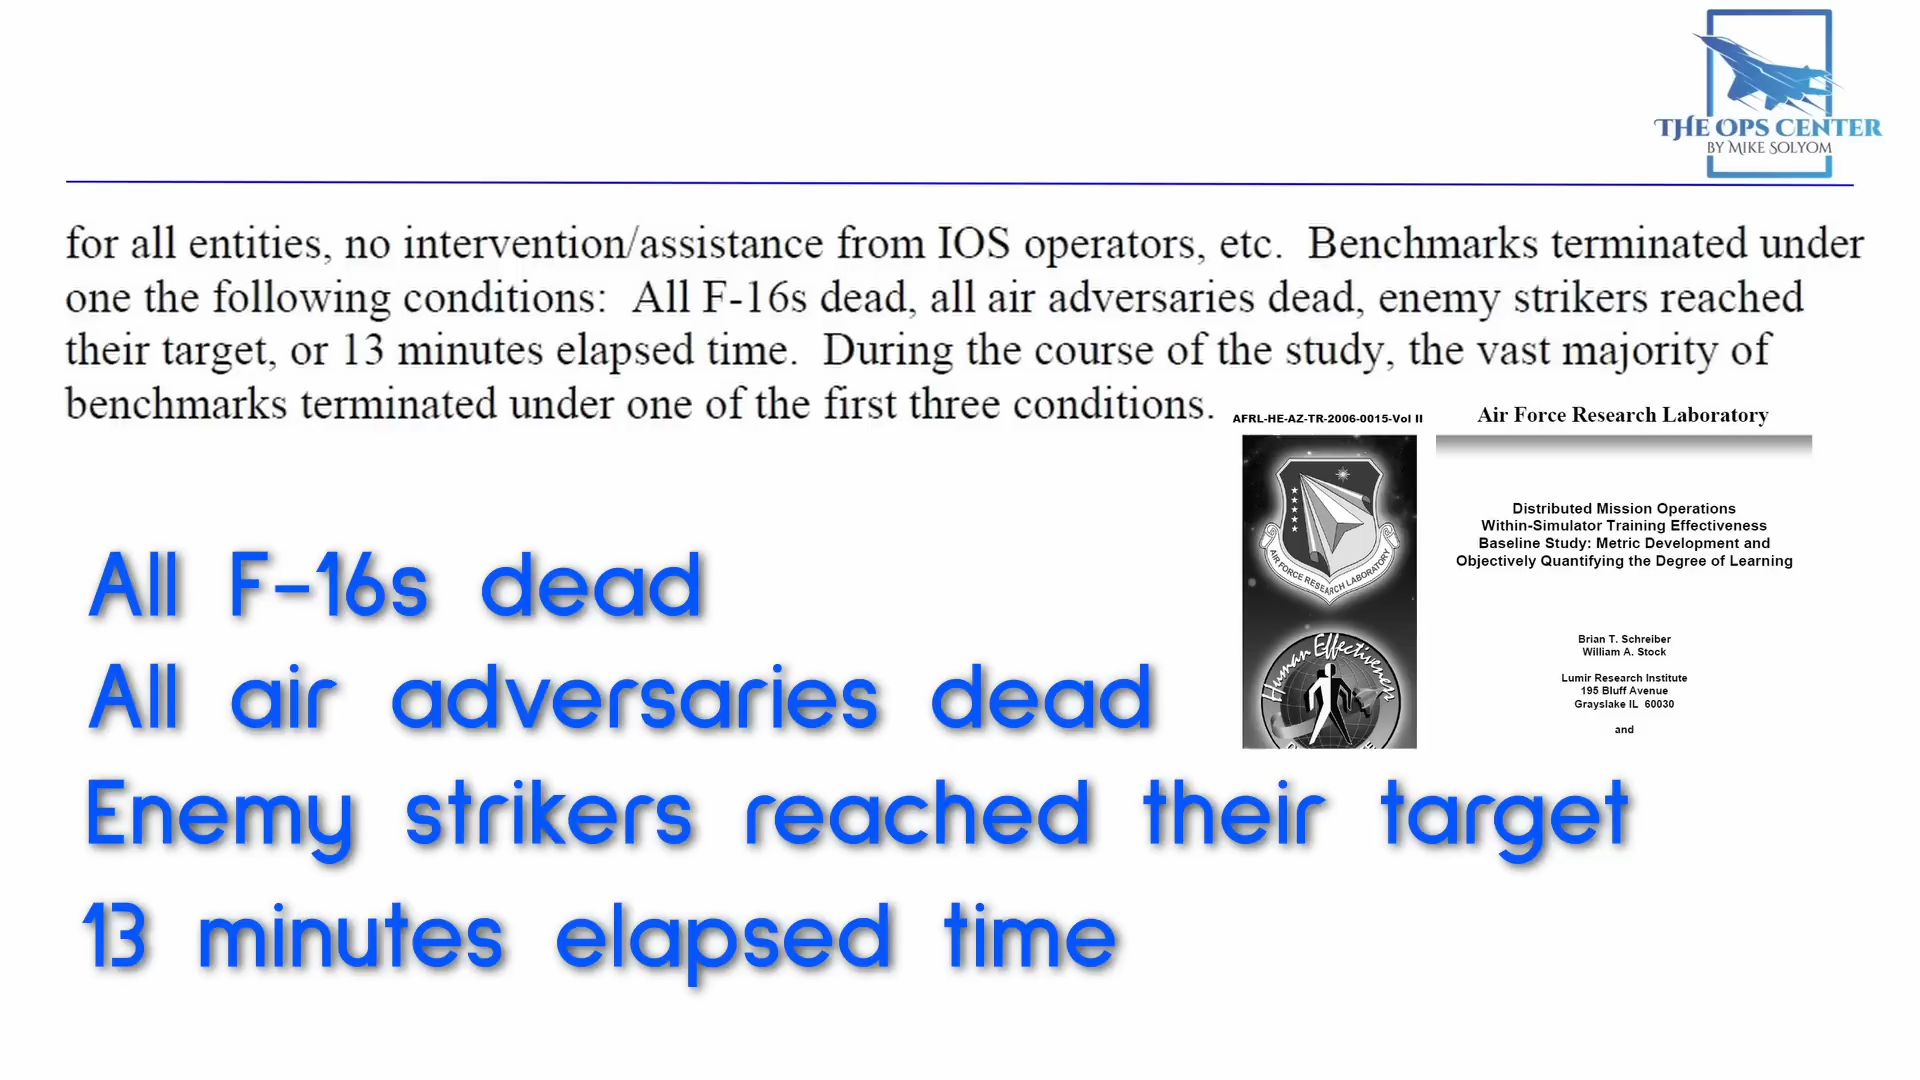 THE OPS CENTER
BY MIKE SOLYOM
for all entities, no intervention/assistance from IOS operators, etc.  Benchmarks terminated under
one the following conditions:  All F-16s dead, all air adversaries dead, enemy strikers reached
their target, or 13 minutes elapsed time.  During the course of the study, the vast majority of
benchmarks terminated under one of the first three conditions.
AFRL-HE-AZ-TR-2006-0015-Vol II
Air Force Research Laboratory
AIR FORCE RESEARCH LABORATORY
Human Effectiveness
Distributed Mission Operations
Within-Simulator Training Effectiveness
Baseline Study: Metric Development and
Objectively Quantifying the Degree of Learning
Brian T. Schreiber
William A. Stock
Lumir Research Institute
195 Bluff Avenue
Grayslake IL  60030
and
All F-16s dead
All air adversaries dead
Enemy strikers reached their target
13 minutes elapsed time